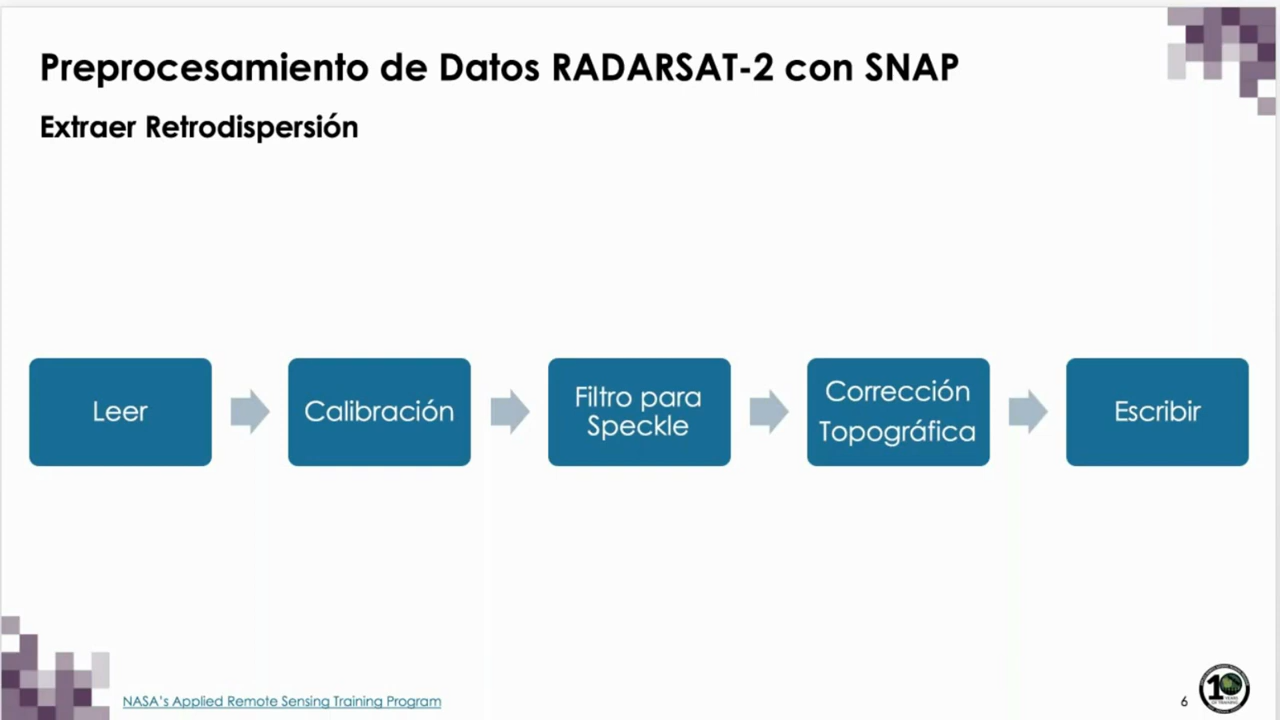 Preprocesamiento de Datos RADARSAT-2 con SNAP
Extraer Retrodispersión
Leer
Calibración
Filtro para
Speckle
Corrección
Topográfica
Escribir
NASA's Applied Remote Sensing Training Program
6
10